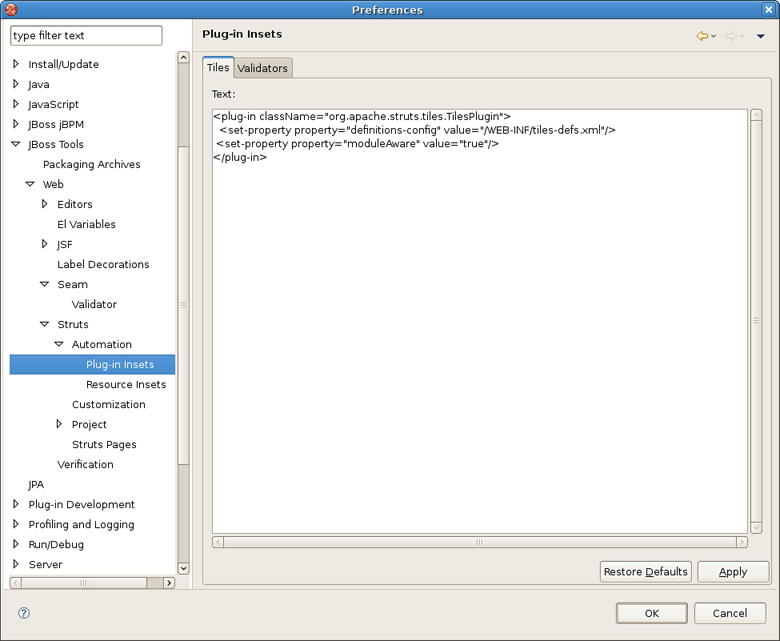 Preferences
type filter text
Install/Update
Java
JavaScript
JBoss jBPM
JBoss Tools
Packaging Archives
Web
Editors
El Variables
JSF
Label Decorations
Seam
Validator
Struts
Automation
Plug-in Insets
Resource Insets
Customization
Project
Struts Pages
Verification
JPA
Plug-in Development
Profiling and Logging
Run/Debug
Server
Plug-in Insets
Tiles Validators
Text:
<plug-in className="org.apache.struts.tiles.TilesPlugin">
<set-property property="definitions-config" value="/WEB-INF/tiles-defs.xml"/>
<set-property property="moduleAware" value="true"/>
</plug-in>
Restore Defaults Apply
OK Cancel